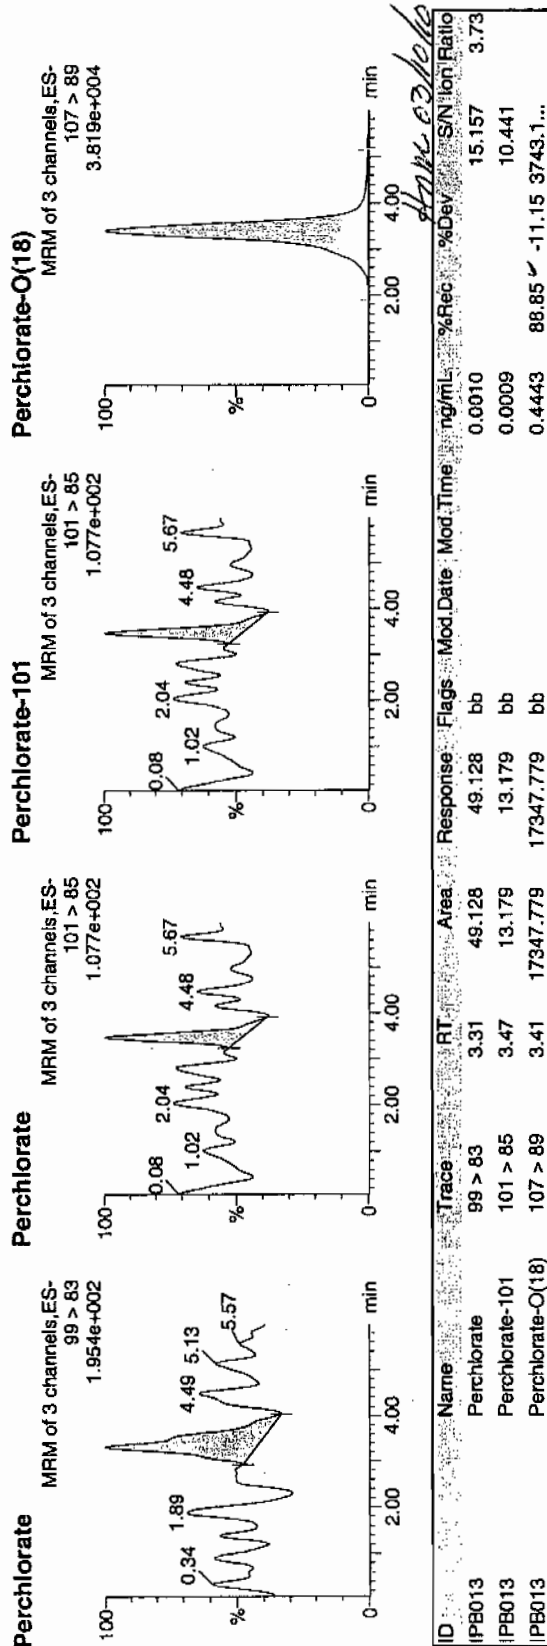 Perchlorate
MRM of 3 channels,ES-
99 > 83
1.954e+002
100
%
0
0.34
1.89
4.49
5.13
5.57
2.00
4.00
min
Perchlorate
MRM of 3 channels,ES-
101 > 85
1.077e+002
100
%
0
0.08
1.02
2.04
4.48
5.67
2.00
4.00
min
Perchlorate-101
MRM of 3 channels,ES-
101 > 85
1.077e+002
100
%
0
0.08
1.02
2.04
4.48
5.67
2.00
4.00
min
Perchlorate-O(18)
MRM of 3 channels,ES-
107 > 89
3.819e+004
100
%
0
2.00
4.00
min
03/10/10
ID Name Trace RT Area Response Flags Mod.Date Mod.Time ng/mL %Rec %Dev S/N Ion Ratio
IPB013 Perchlorate 99 > 83 3.31 49.128 49.128 bb 0.0010 15.157 3.73
IPB013 Perchlorate-101 101 > 85 3.47 13.179 13.179 bb 0.0009 10.441
IPB013 Perchlorate-O(18) 107 > 89 3.41 17347.779 17347.779 bb 0.4443 88.85 ✓ -11.15 3743.1...